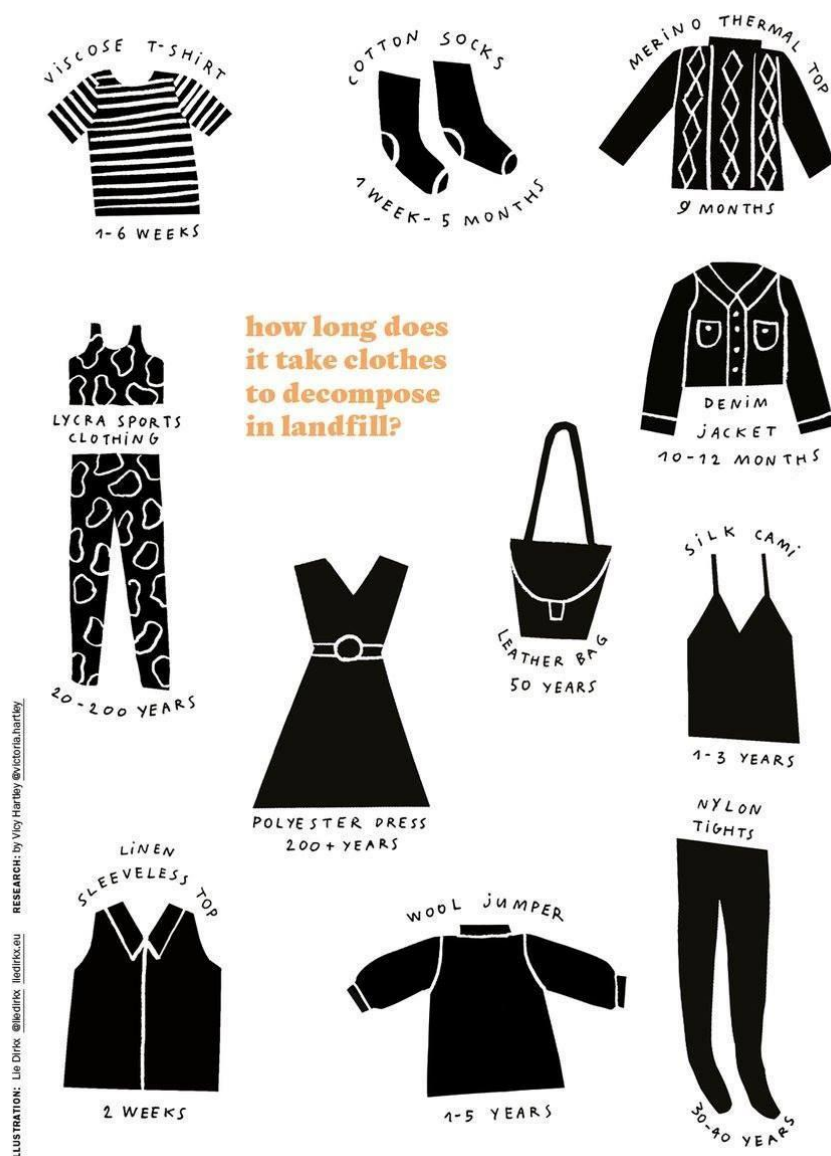 VISCOSE T-SHIRT
1-6 WEEKS
COTTON SOCKS
1 WEEK - 5 MONTHS
MERINO THERMAL TOP
9 MONTHS
how long does
it take clothes
to decompose
in landfill?
LYCRA SPORTS
CLOTHING
20-200 YEARS
DENIM
JACKET
10-12 MONTHS
LEATHER BAG
50 YEARS
SILK CAMI
1-3 YEARS
POLYESTER DRESS
200+ YEARS
NYLON
TIGHTS
30-40 YEARS
LINEN
SLEEVELESS TOP
2 WEEKS
WOOL JUMPER
1-5 YEARS
LLUSTRATION: Lie Dirkx @liedirkx liedirkx.eu RESEARCH: by Vicy Hartley @victoria.hartley